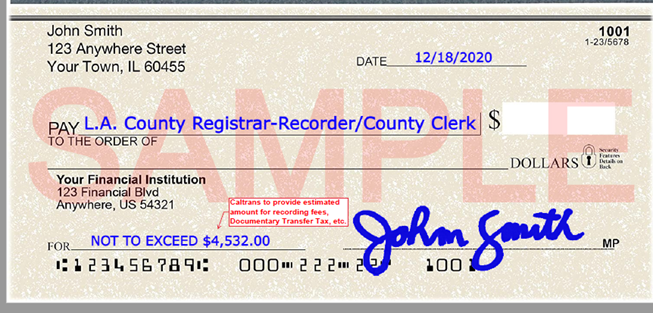 John Smith
1001
123 Anywhere Street
1-23/5678
Your Town, IL 60455
DATE 12/18/2020
SAMPLE
PAY L.A. County Registrar-Recorder/County Clerk $
TO THE ORDER OF
DOLLARS
Security
Features
Details on
Back
Your Financial Institution
123 Financial Blvd
Anywhere, US 54321
Caltrans to provide estimated
amount for recording fees,
Documentary Transfer Tax, etc.
FOR NOT TO EXCEED $4,532.00
John Smith
MP
⑆123456789⑆ 000⑉222⑉22 1001